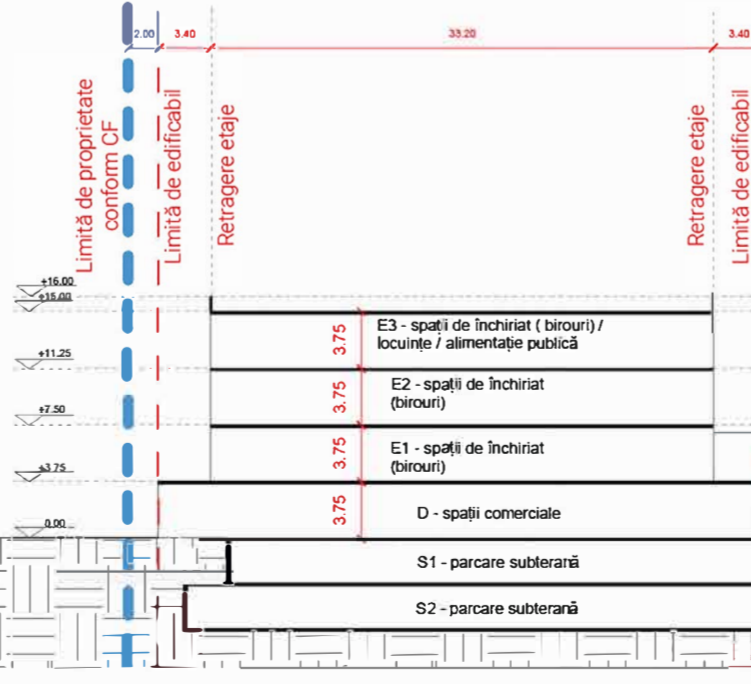 2.00 3.40 33.20 3.40
Limită de proprietate
conform CF
Limită de edificabil
Retragere etaje
Retragere etaje
Limită de edificabil
+16.00
+15.00
+11.25
+7.50
+3.75
0.00
3.75
E3 - spații de închiriat ( birouri) /
locuințe / alimentație publică
3.75
E2 - spații de închiriat
(birouri)
3.75
E1 - spații de închiriat
(birouri)
3.75
D - spații comerciale
S1 - parcare subterană
S2 - parcare subterană